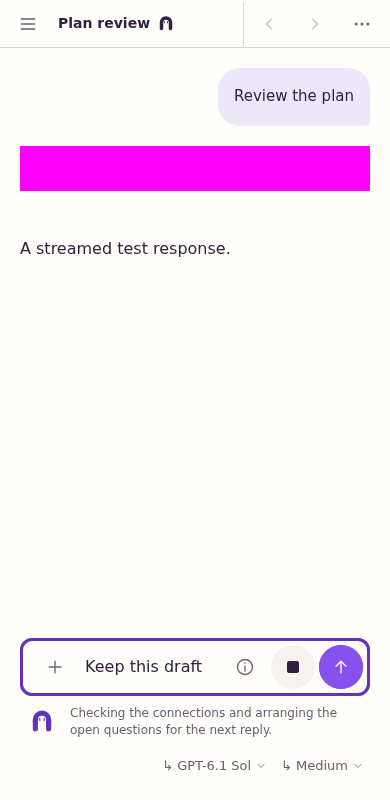 Plan review
Review the plan
A streamed test response.
Keep this draft
Checking the connections and arranging the
open questions for the next reply.
↳ GPT-6.1 Sol
↳ Medium